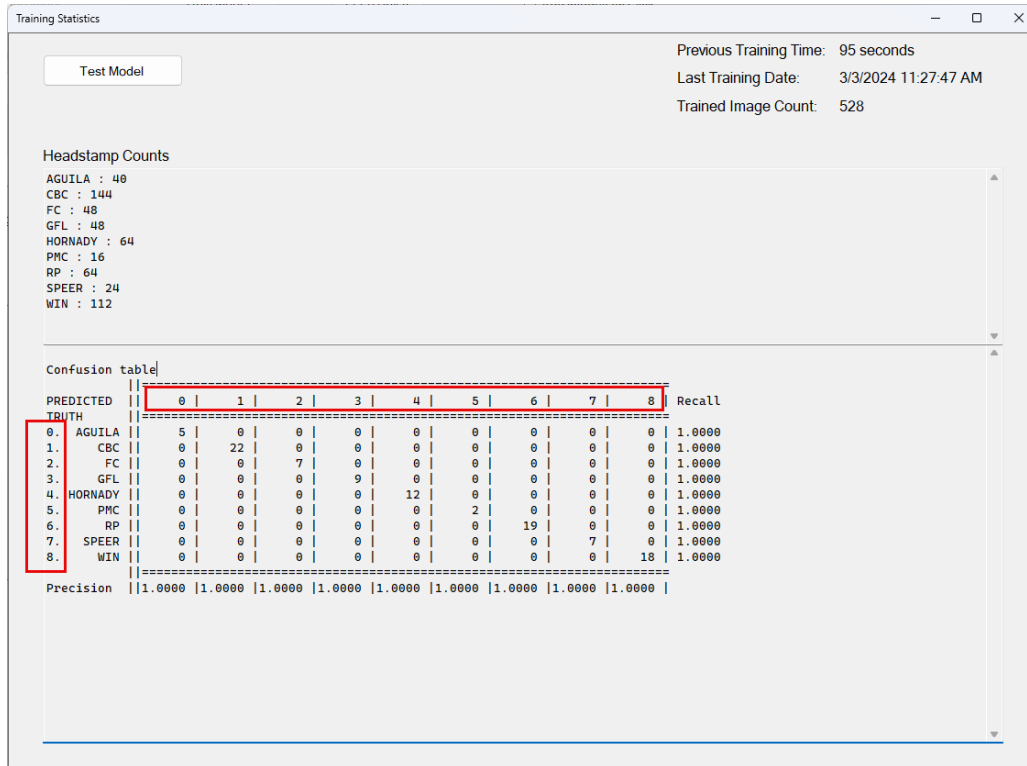 Training Statistics
Test Model
Previous Training Time: 95 seconds
Last Training Date: 3/3/2024 11:27:47 AM
Trained Image Count: 528
Headstamp Counts
AGUILA : 40
CBC : 144
FC : 48
GFL : 48
HORNADY : 64
PMC : 16
RP : 64
SPEER : 24
WIN : 112
Confusion table
||========================================================================
PREDICTED || 0 | 1 | 2 | 3 | 4 | 5 | 6 | 7 | 8 | Recall
TRUTH ||========================================================================
0. AGUILA || 5 | 0 | 0 | 0 | 0 | 0 | 0 | 0 | 0 | 1.0000
1. CBC || 0 | 22 | 0 | 0 | 0 | 0 | 0 | 0 | 0 | 1.0000
2. FC || 0 | 0 | 7 | 0 | 0 | 0 | 0 | 0 | 0 | 1.0000
3. GFL || 0 | 0 | 0 | 9 | 0 | 0 | 0 | 0 | 0 | 1.0000
4. HORNADY || 0 | 0 | 0 | 0 | 12 | 0 | 0 | 0 | 0 | 1.0000
5. PMC || 0 | 0 | 0 | 0 | 0 | 2 | 0 | 0 | 0 | 1.0000
6. RP || 0 | 0 | 0 | 0 | 0 | 0 | 19 | 0 | 0 | 1.0000
7. SPEER || 0 | 0 | 0 | 0 | 0 | 0 | 0 | 7 | 0 | 1.0000
8. WIN || 0 | 0 | 0 | 0 | 0 | 0 | 0 | 0 | 18 | 1.0000
||========================================================================
Precision ||1.0000 |1.0000 |1.0000 |1.0000 |1.0000 |1.0000 |1.0000 |1.0000 |1.0000 |